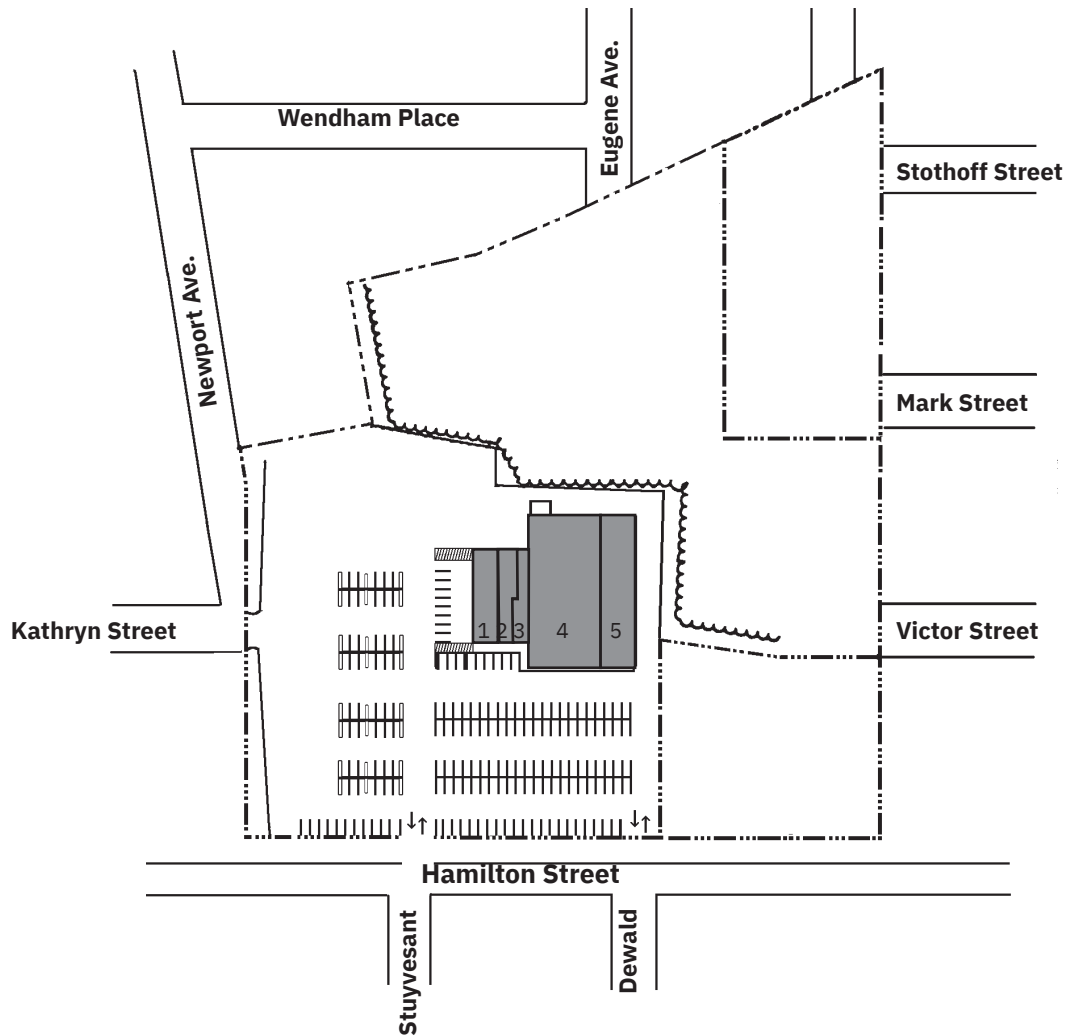 Eugene Ave.
Wendham Place
Stothoff Street
Newport Ave.
Mark Street
Kathryn Street
1 2 3 4 5
Victor Street
Hamilton Street
Stuyvesant
Dewald